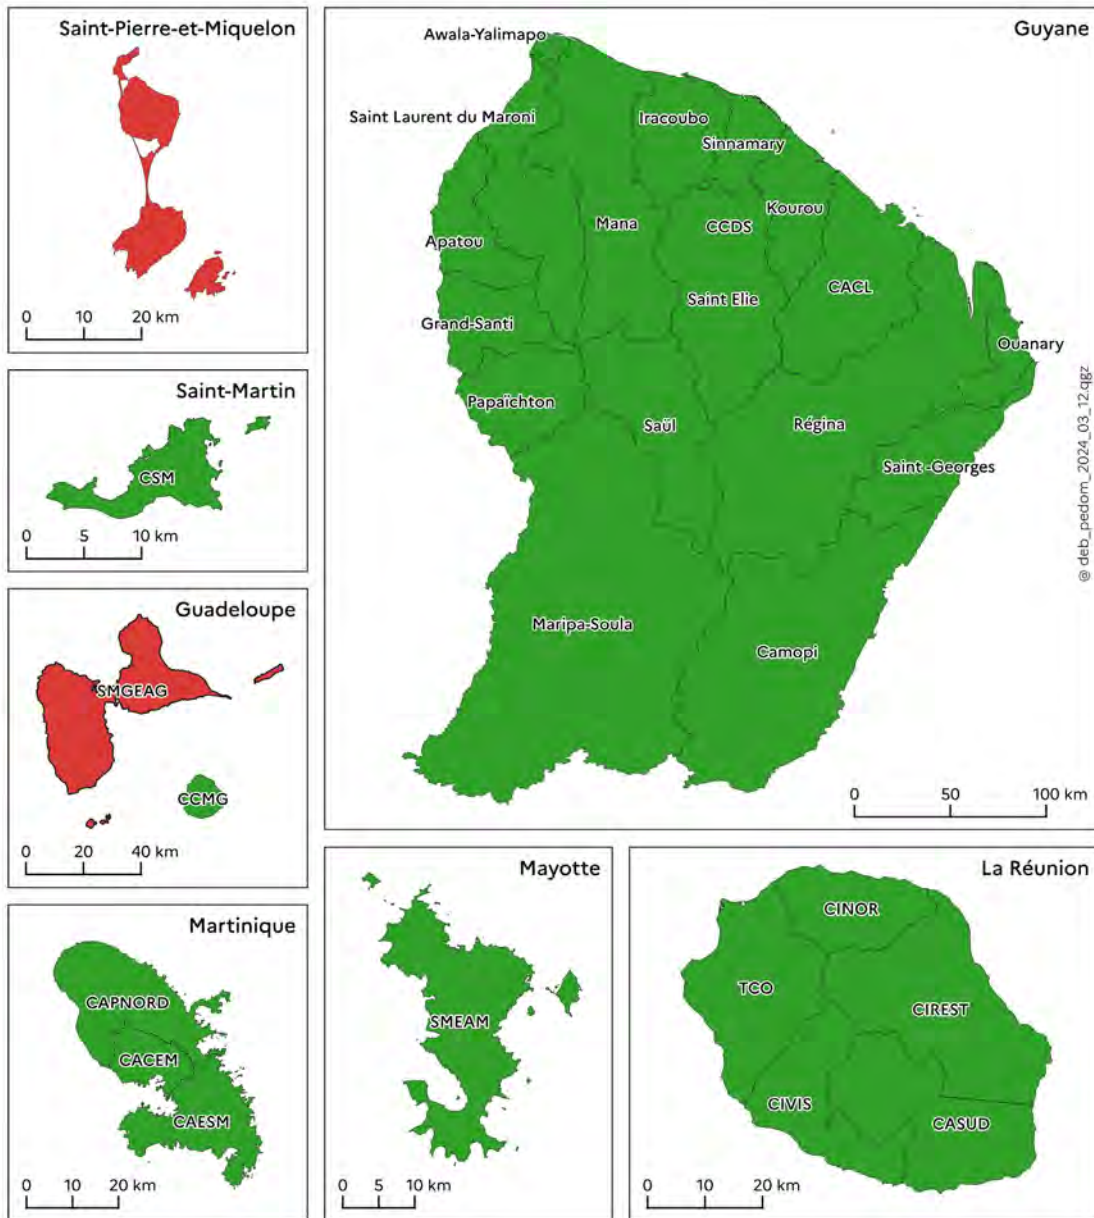 Saint-Pierre-et-Miquelon
0 10 20 km
Saint-Martin
CSM
0 5 10 km
Guadeloupe
SMGEAG
CCMG
0 20 40 km
Martinique
CAPNORD
CACEM
CAESM
0 10 20 km
Guyane
Awala-Yalimapo
Saint Laurent du Maroni
Iracoubo
Sinnamary
Kourou
Mana
CCDS
Apatou
CACL
Saint Elie
Grand-Santi
Ouanary
Papaïchton
Saül
Régina
Saint -Georges
Maripa-Soula
Camopi
0 50 100 km
@ deb_pedom_2024_03_12.qgz
Mayotte
SMEAM
0 5 10 km
La Réunion
CINOR
TCO
CIREST
CIVIS
CASUD
0 10 20 km